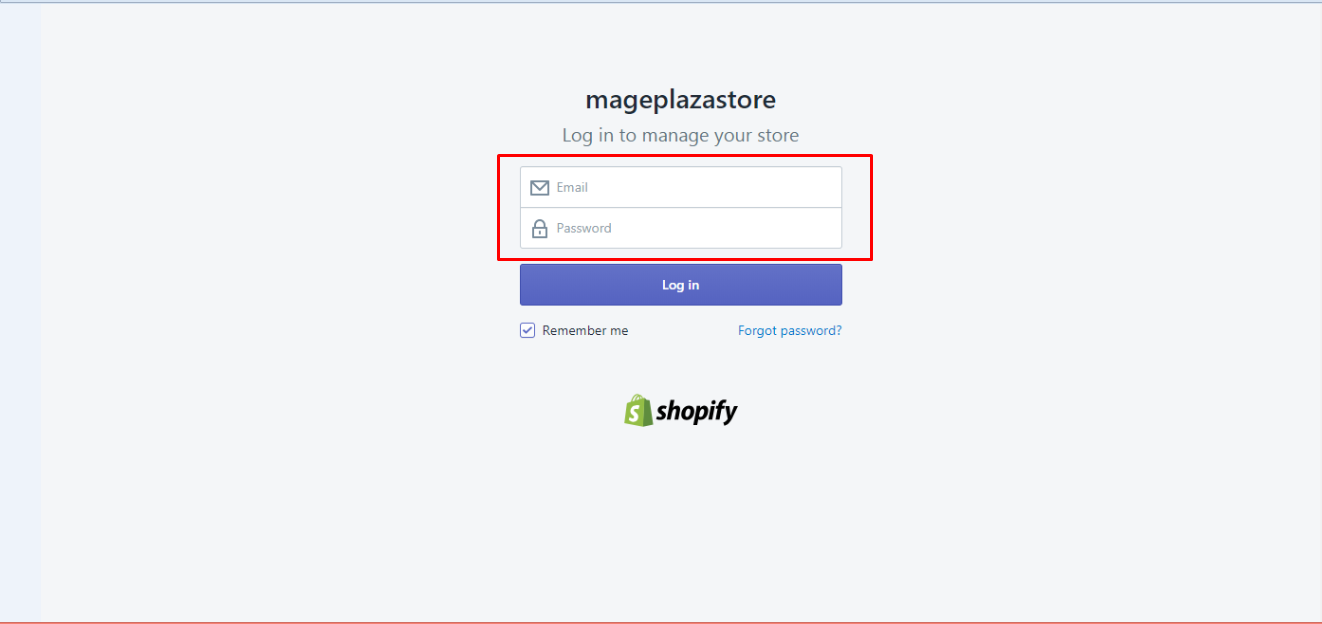 mageplazastore
Log in to manage your store
Email
Password
Log in
Remember me Forgot password?
shopify